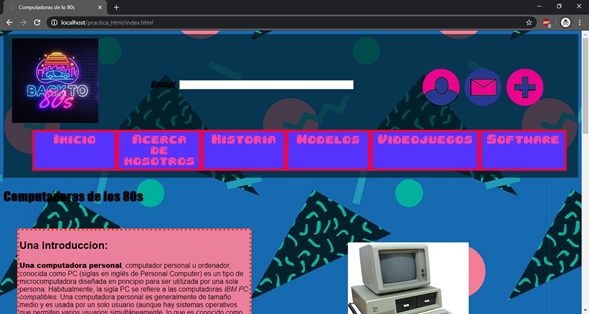 Computadoras de lo 80s
localhost/practica_html/index.html
BACK TO
80s
Buscar
Inicio
Acerca
de
nosotros
Historia
Modelos
Videojuegos
Software
Computadoras de los 80s
Una introduccion:
Una computadora personal, computador personal u ordenador,
conocida como PC (siglas en inglés de Personal Computer) es un tipo de
microcomputadora diseñada en principio para ser utilizada por una sola
persona. Habitualmente, la sigla PC se refiere a las computadoras IBM PC
compatibles. Una computadora personal es generalmente de tamaño
medio y es usada por un solo usuario (aunque hay sistemas operativos
que permiten varios usuarios simultáneamente, lo que es conocido como